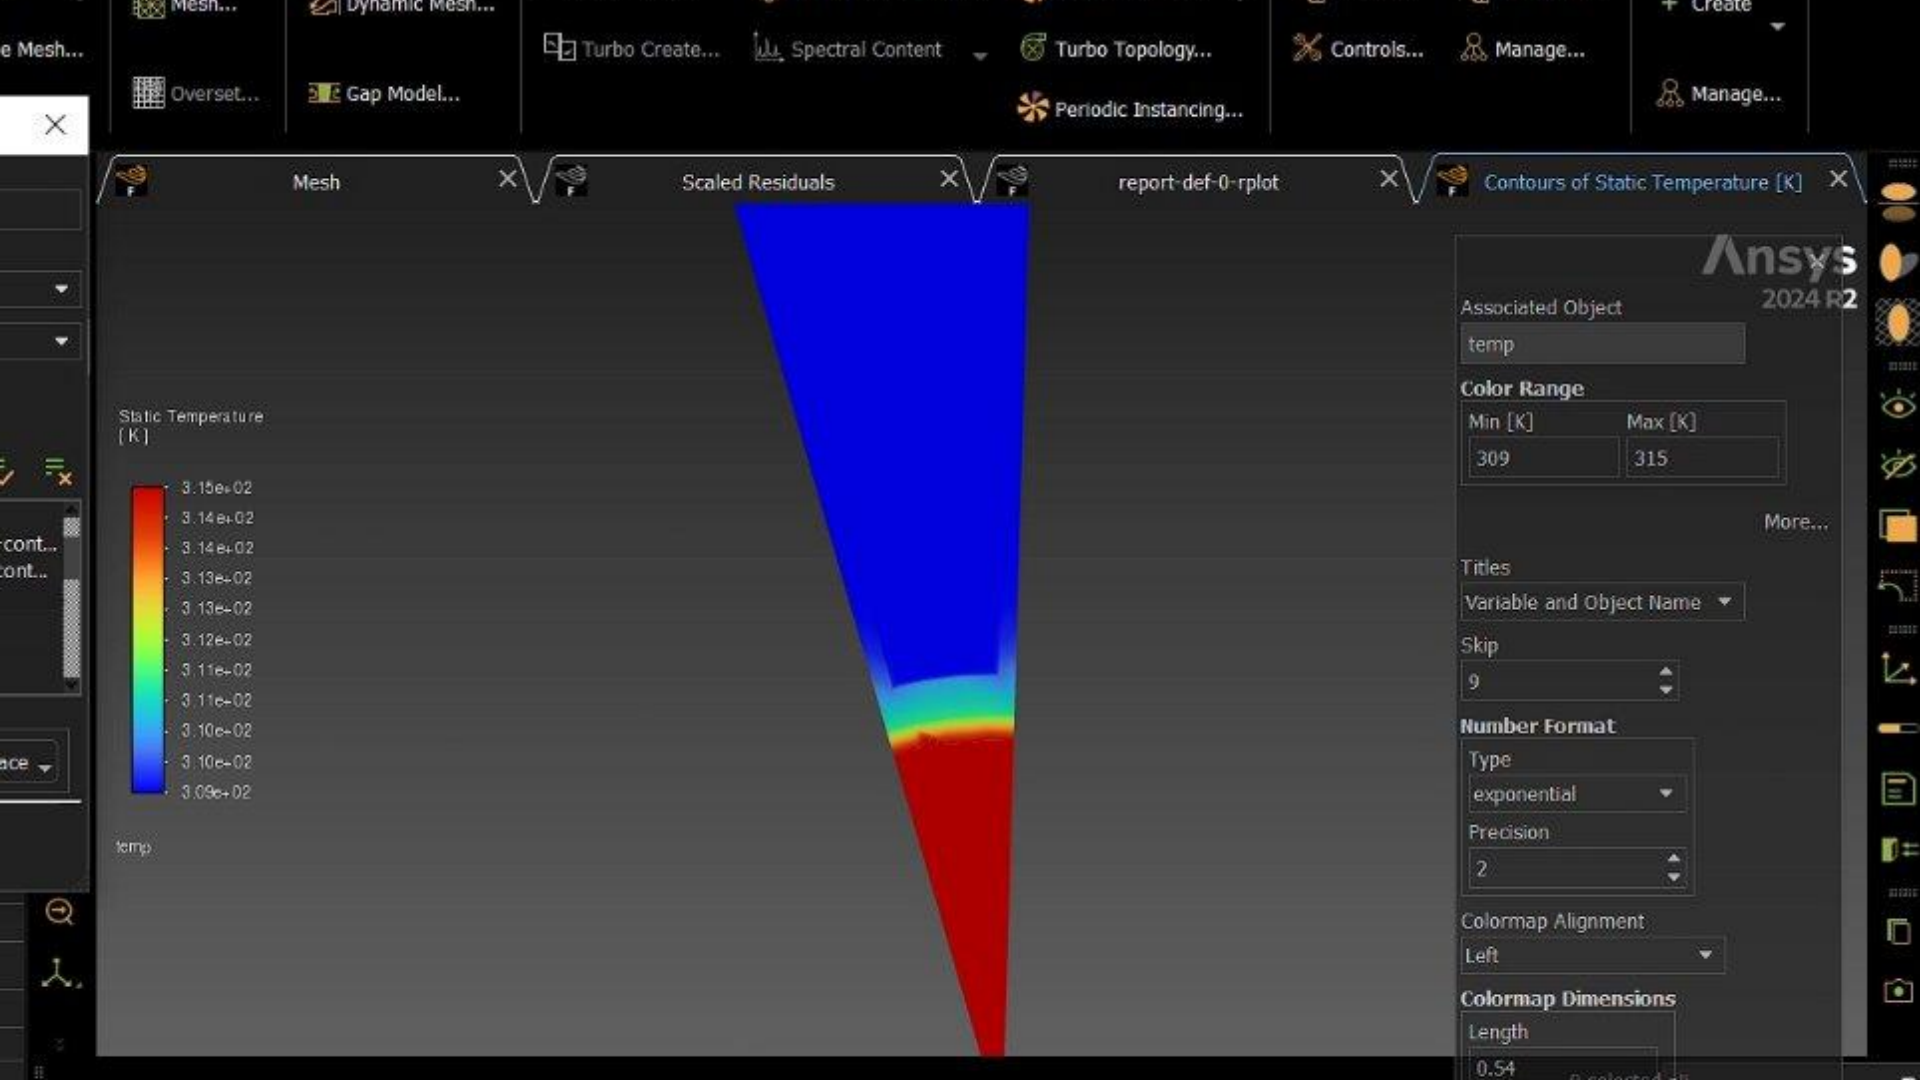 Mesh...
Dynamic Mesh...
Create
e Mesh...
Turbo Create...
Spectral Content
Turbo Topology...
Controls...
Manage...
Overset...
Gap Model...
Periodic Instancing...
Manage...
Mesh
Scaled Residuals
report-def-0-rplot
Contours of Static Temperature [K]
Ansys
2024 R2
Associated Object
temp
Color Range
Min [K]
Max [K]
309
315
More...
Titles
Variable and Object Name
Skip
9
Number Format
Type
exponential
Precision
2
Colormap Alignment
Left
Colormap Dimensions
Length
0.54
Static Temperature
[K]
3.15e+02
3.14e+02
3.14e+02
3.13e+02
3.13e+02
3.12e+02
3.11e+02
3.11e+02
3.10e+02
3.10e+02
3.09e+02
temp
-cont...
cont...
ace